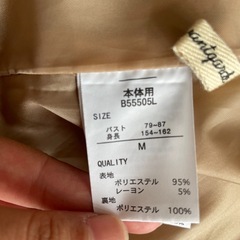 本体用
B55505L
SIZE
バスト 79-87
身長 154-162
M
QUALITY
表地
ポリエステル 95%
レーヨン 5%
裏地
ポリエステル 100%